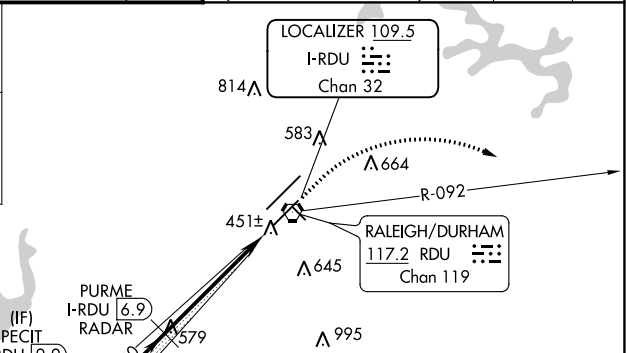 LOCALIZER 109.5
I-RDU
Chan 32
814
583
664
R-092
451±
RALEIGH/DURHAM
117.2 RDU
Chan 119
645
PURME
I-RDU 6.9
RADAR
(IF)
579
995